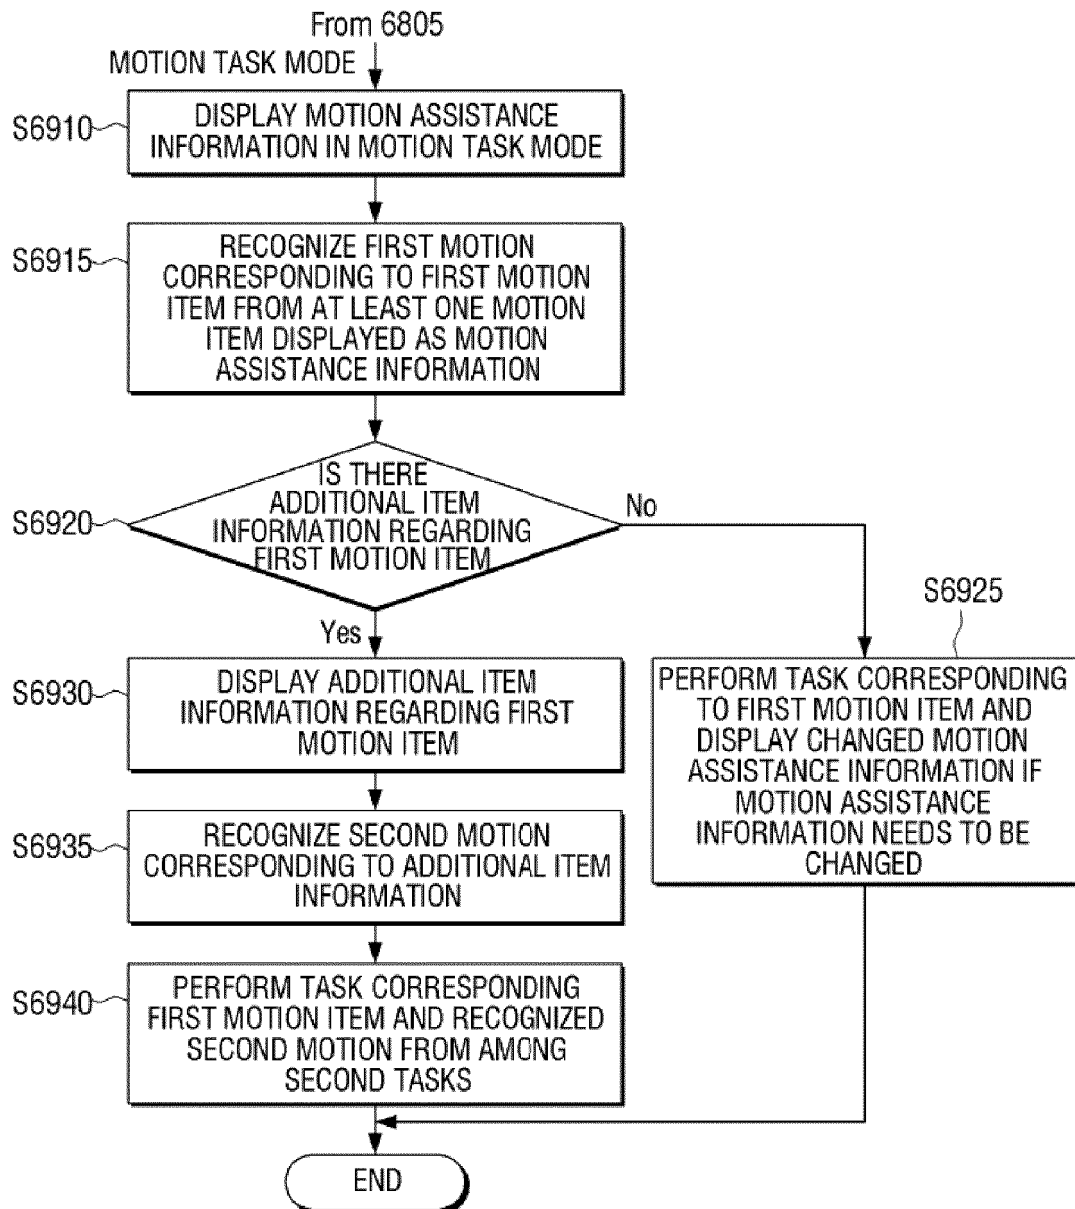 From 6805
MOTION TASK MODE
S6910
DISPLAY MOTION ASSISTANCE
INFORMATION IN MOTION TASK MODE
S6915
RECOGNIZE FIRST MOTION
CORRESPONDING TO FIRST MOTION
ITEM FROM AT LEAST ONE MOTION
ITEM DISPLAYED AS MOTION
ASSISTANCE INFORMATION
S6920
IS THERE
ADDITIONAL ITEM
INFORMATION REGARDING
FIRST MOTION ITEM
No
Yes
S6925
PERFORM TASK CORRESPONDING
TO FIRST MOTION ITEM AND
DISPLAY CHANGED MOTION
ASSISTANCE INFORMATION IF
MOTION ASSISTANCE
INFORMATION NEEDS TO BE
CHANGED
S6930
DISPLAY ADDITIONAL ITEM
INFORMATION REGARDING FIRST
MOTION ITEM
S6935
RECOGNIZE SECOND MOTION
CORRESPONDING TO ADDITIONAL ITEM
INFORMATION
S6940
PERFORM TASK CORRESPONDING
FIRST MOTION ITEM AND RECOGNIZED
SECOND MOTION FROM AMONG
SECOND TASKS
END